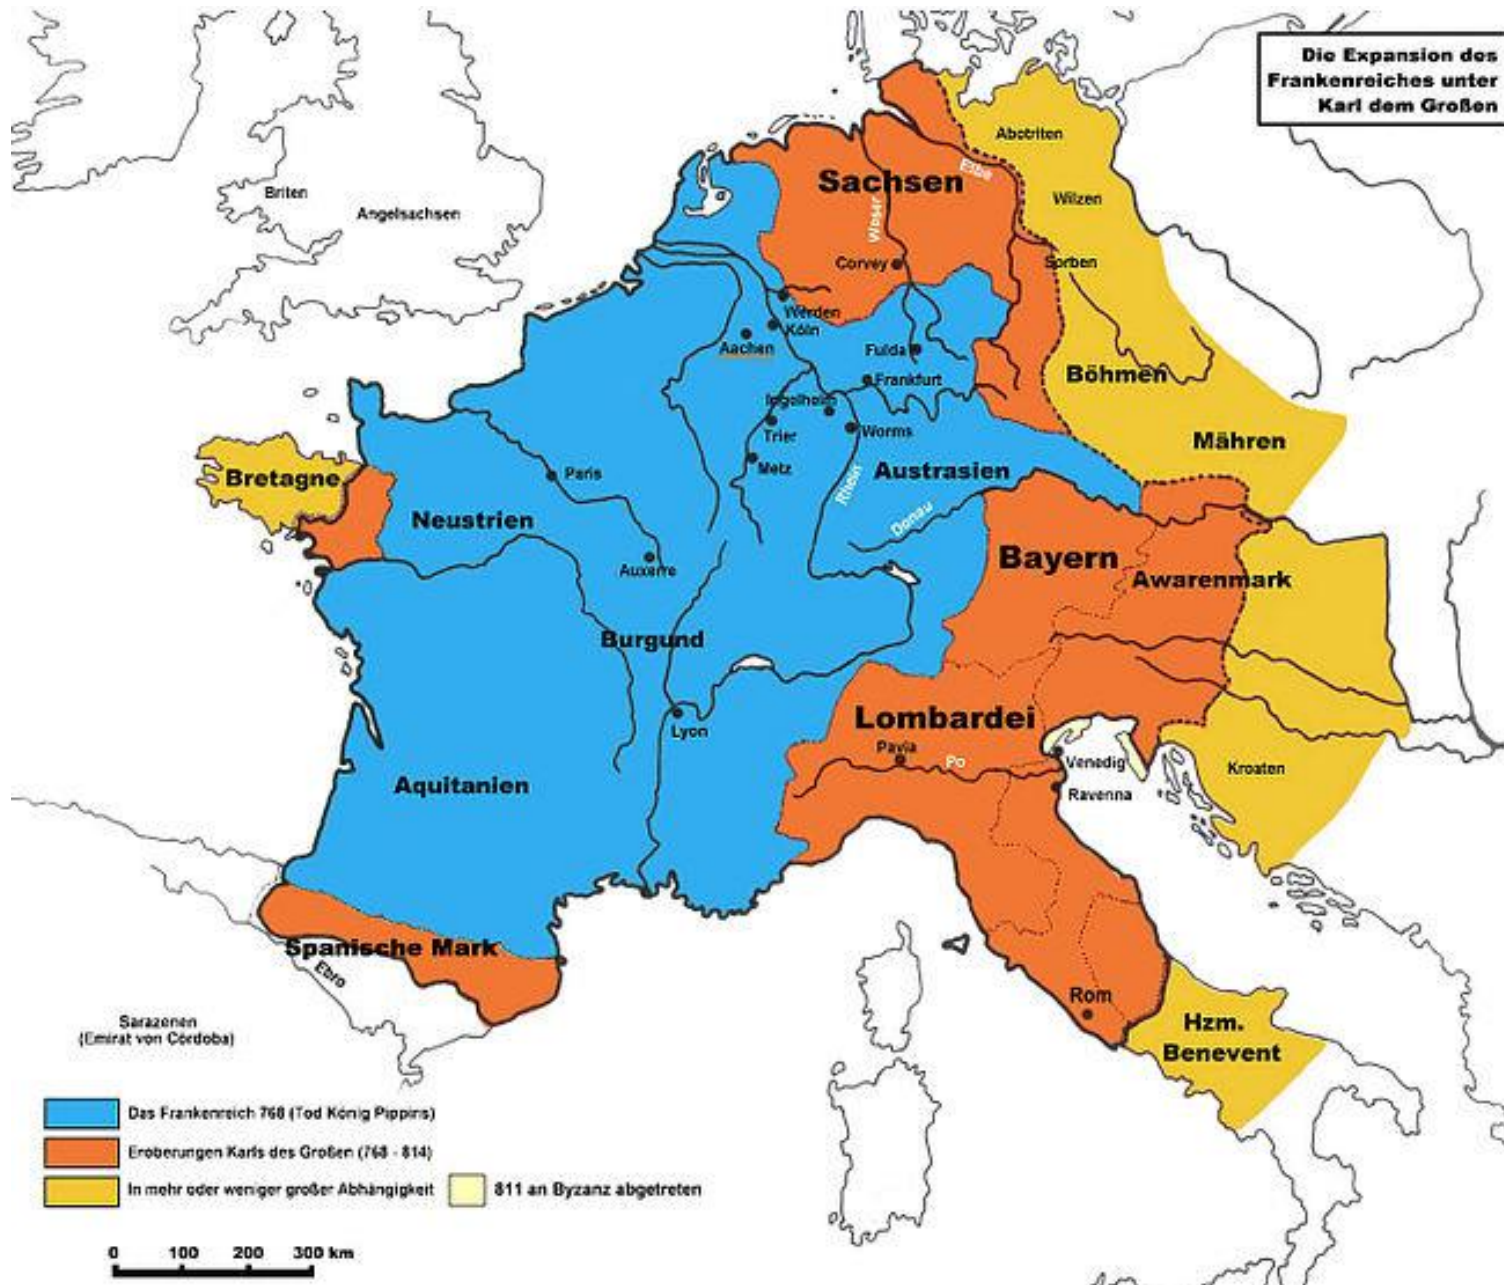 Die Expansion des
Frankenreiches unter
Karl dem Großen
Abotriten
Elbe
Sachsen
Briten
Wilzen
Angelsachsen
Weser
Corvey
Sorben
Werden
Köln
Aachen
Fulda
Böhmen
Frankfurt
Ingelheim
Trier
Worms
Mähren
Metz
Austrasien
Bretagne
Paris
Rhein
Neustrien
Donau
Bayern
Auxerre
Awarenmark
Burgund
Lombardei
Lyon
Pavia
Po
Venedig
Kroaten
Aquitanien
Ravenna
Spanische Mark
Ebro
Rom
Sarazenen
(Emirat von Córdoba)
Hzm.
Benevent
Das Frankenreich 768 (Tod König Pippins)
Eroberungen Karls des Großen (768 - 814)
In mehr oder weniger großer Abhängigkeit
811 an Byzanz abgetreten
0 100 200 300 km